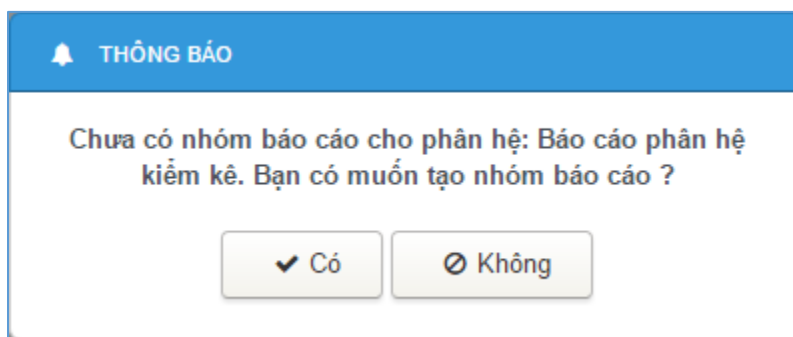 THÔNG BÁO
Chưa có nhóm báo cáo cho phân hệ: Báo cáo phân hệ
kiểm kê. Bạn có muốn tạo nhóm báo cáo ?
Có
Không